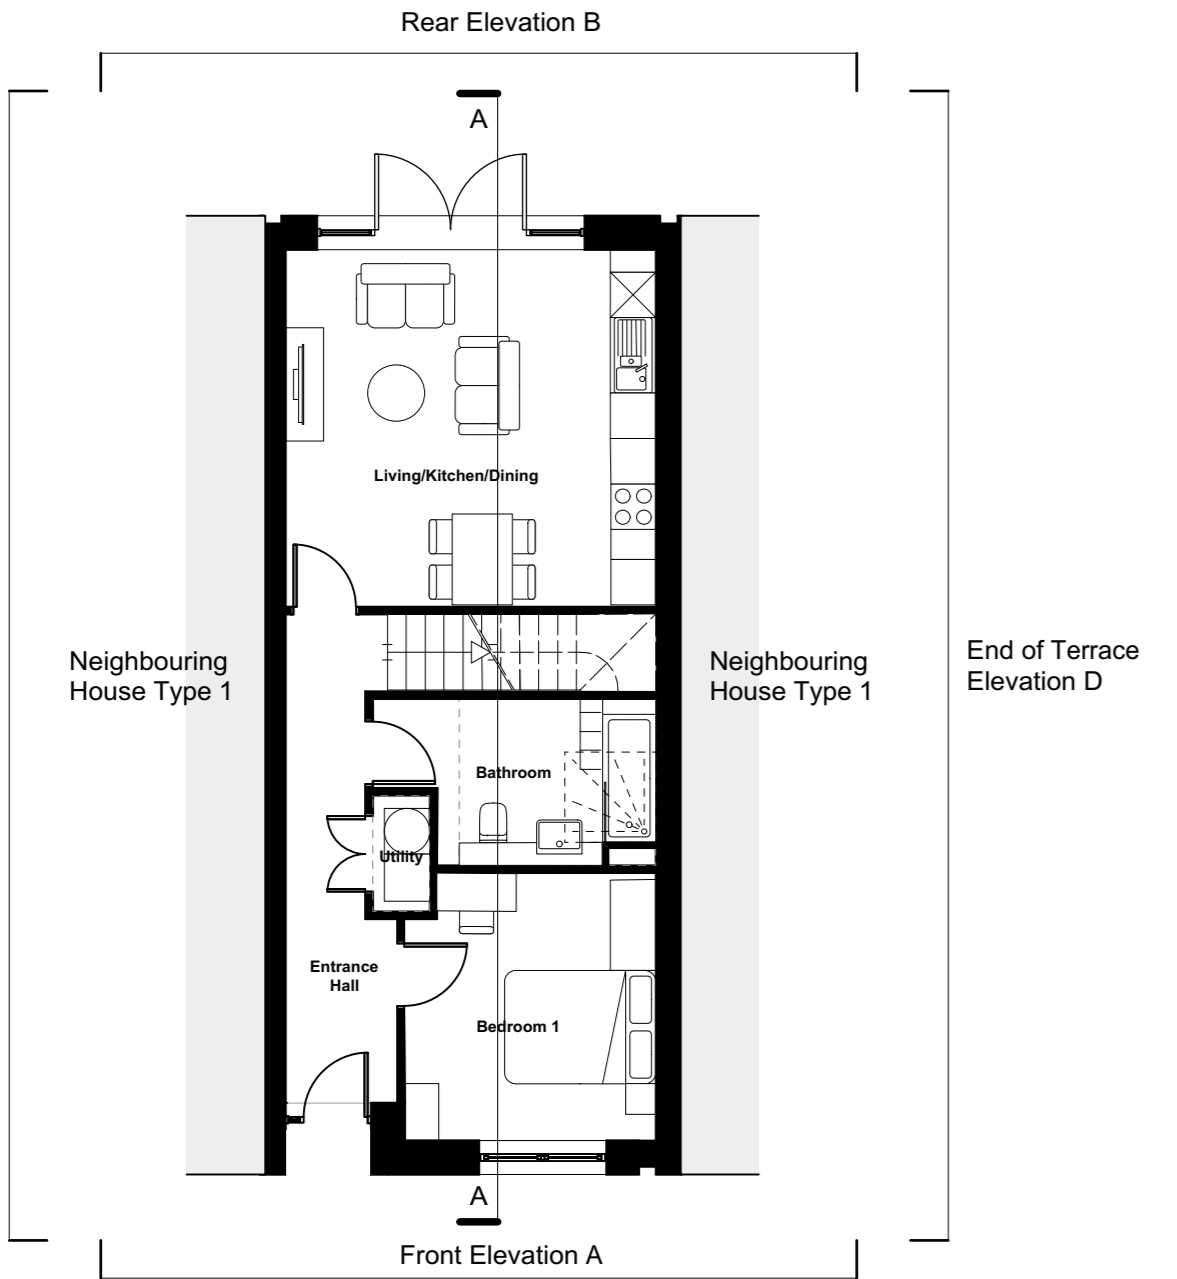 Rear Elevation B
A
Living/Kitchen/Dining
Neighbouring
House Type 1
Neighbouring
House Type 1
End of Terrace
Elevation D
Bathroom
Utility
Entrance
Hall
Bedroom 1
A
Front Elevation A